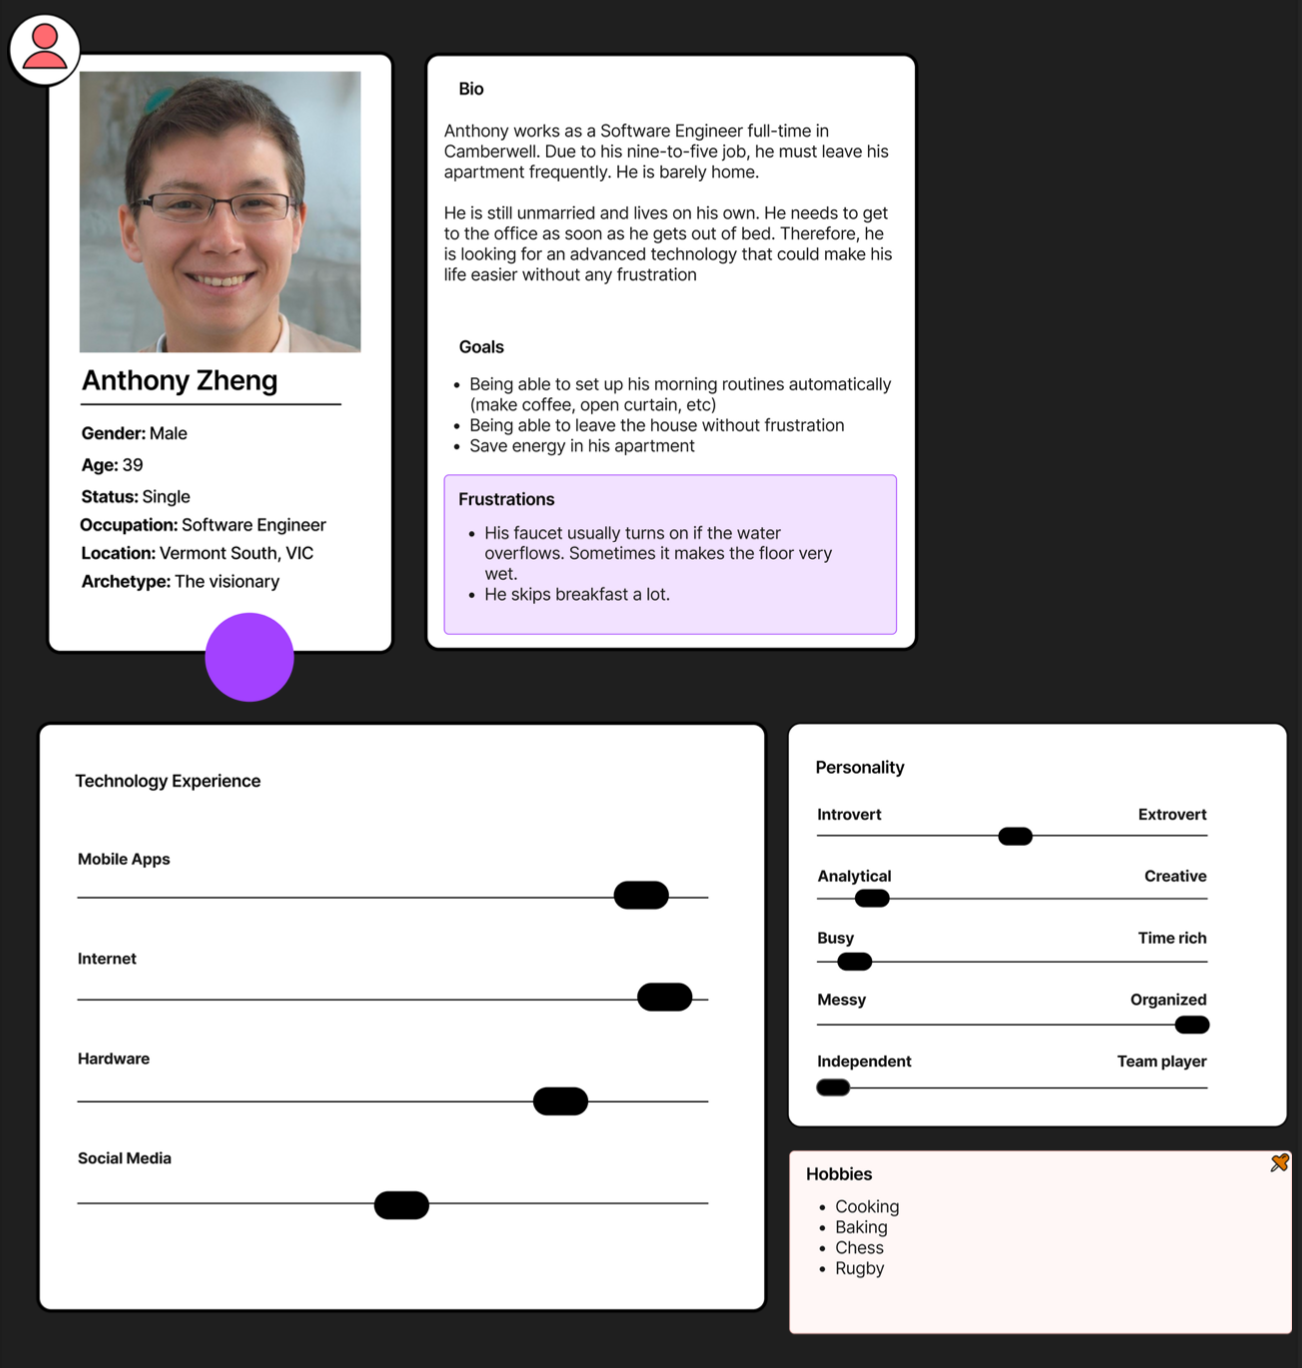 Anthony Zheng
Gender: Male
Age: 39
Status: Single
Occupation: Software Engineer
Location: Vermont South, VIC
Archetype: The visionary
Bio
Anthony works as a Software Engineer full-time in
Camberwell. Due to his nine-to-five job, he must leave his
apartment frequently. He is barely home.
He is still unmarried and lives on his own. He needs to get
to the office as soon as he gets out of bed. Therefore, he
is looking for an advanced technology that could make his
life easier without any frustration
Goals
• Being able to set up his morning routines automatically
(make coffee, open curtain, etc)
• Being able to leave the house without frustration
• Save energy in his apartment
Frustrations
• His faucet usually turns on if the water
overflows. Sometimes it makes the floor very
wet.
• He skips breakfast a lot.
Technology Experience
Mobile Apps
Internet
Hardware
Social Media
Personality
Introvert Extrovert
Analytical Creative
Busy Time rich
Messy Organized
Independent Team player
Hobbies
• Cooking
• Baking
• Chess
• Rugby